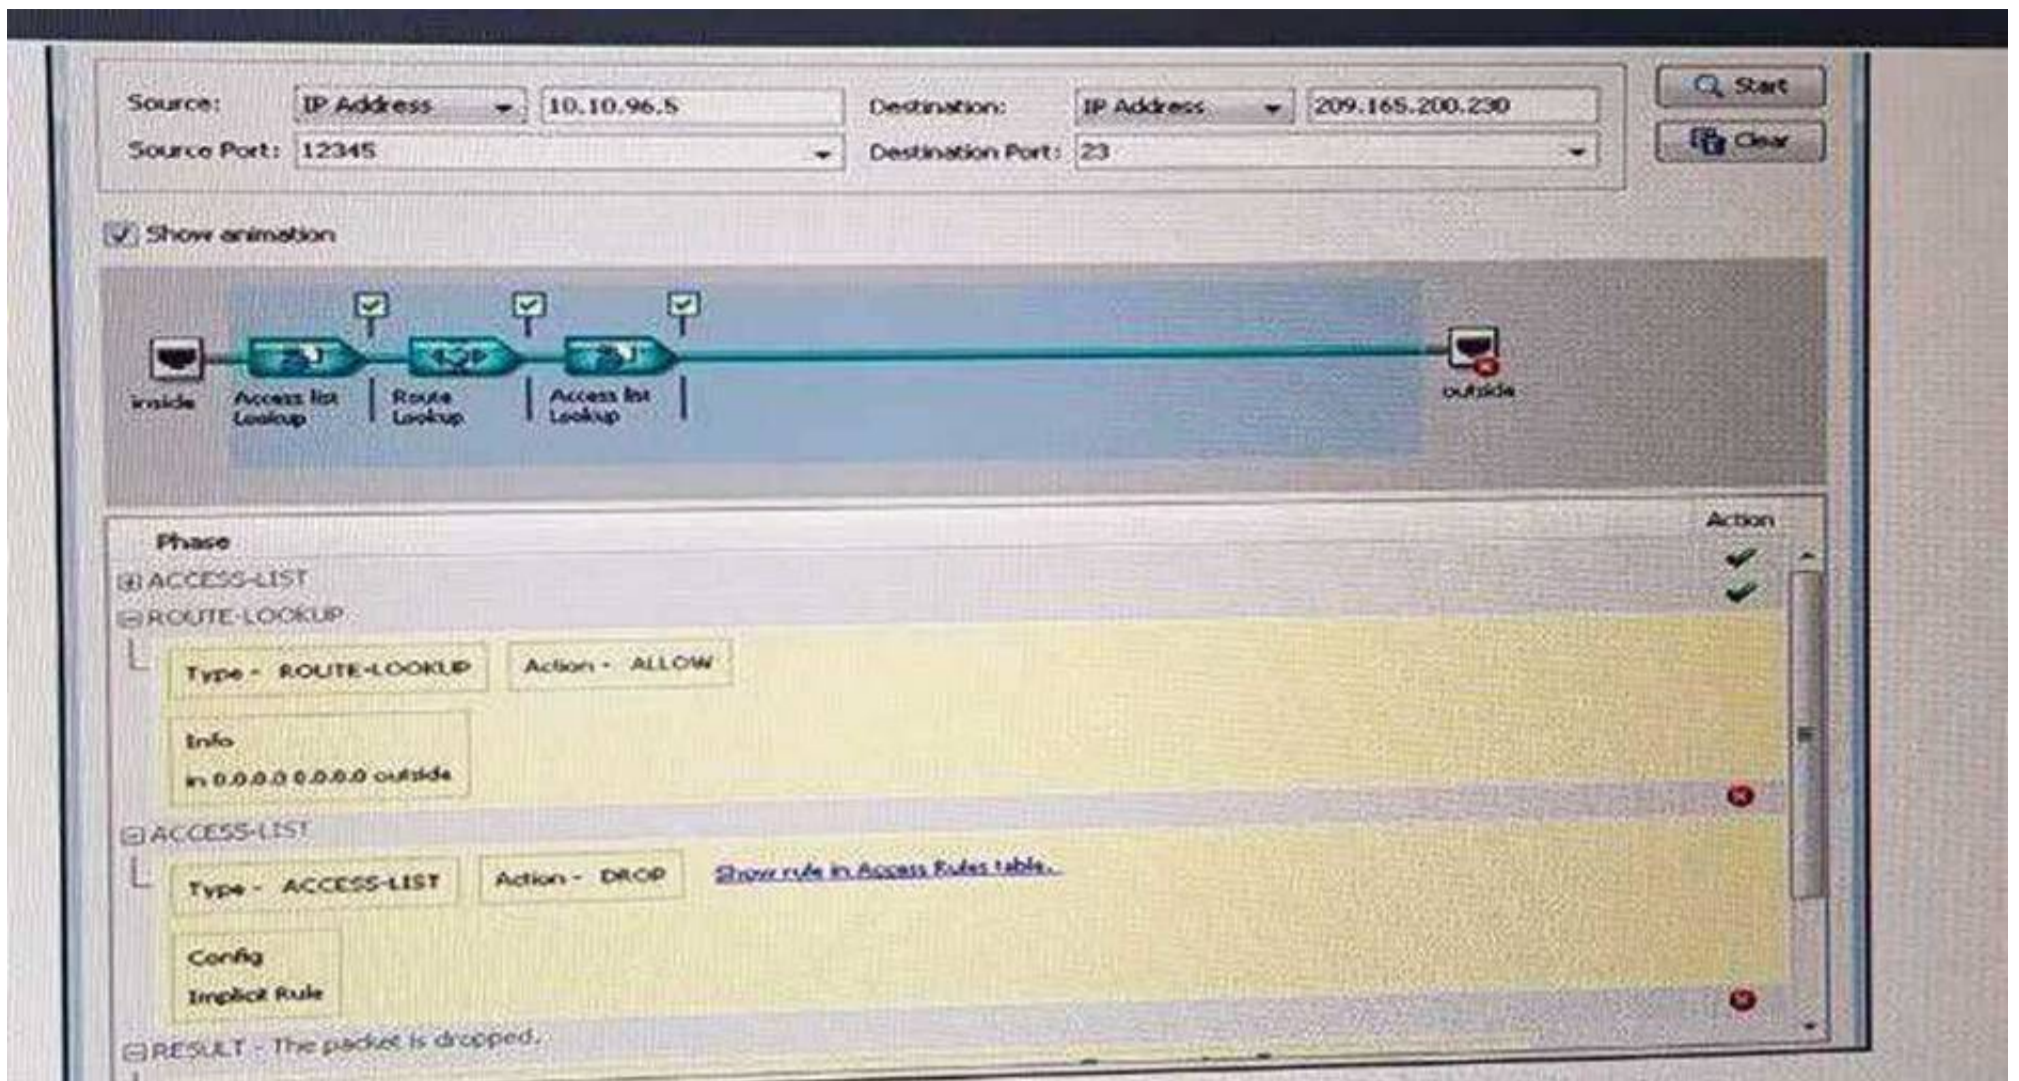 Source: IP Address 10.10.96.5 Destination: IP Address 209.165.200.230 Start
Source Port: 12345 Destination Port: 23 Clear
Show animation
inside
Access list
Lookup
Route
Lookup
Access list
Lookup
outside
Phase Action
ACCESS-LIST
ROUTE-LOOKUP
Type - ROUTE-LOOKUP Action - ALLOW
Info
in 0.0.0.0 0.0.0.0 outside
ACCESS-LIST
Type - ACCESS-LIST Action - DROP Show rule in Access Rules table.
Config
Implicit Rule
RESULT - The packet is dropped.